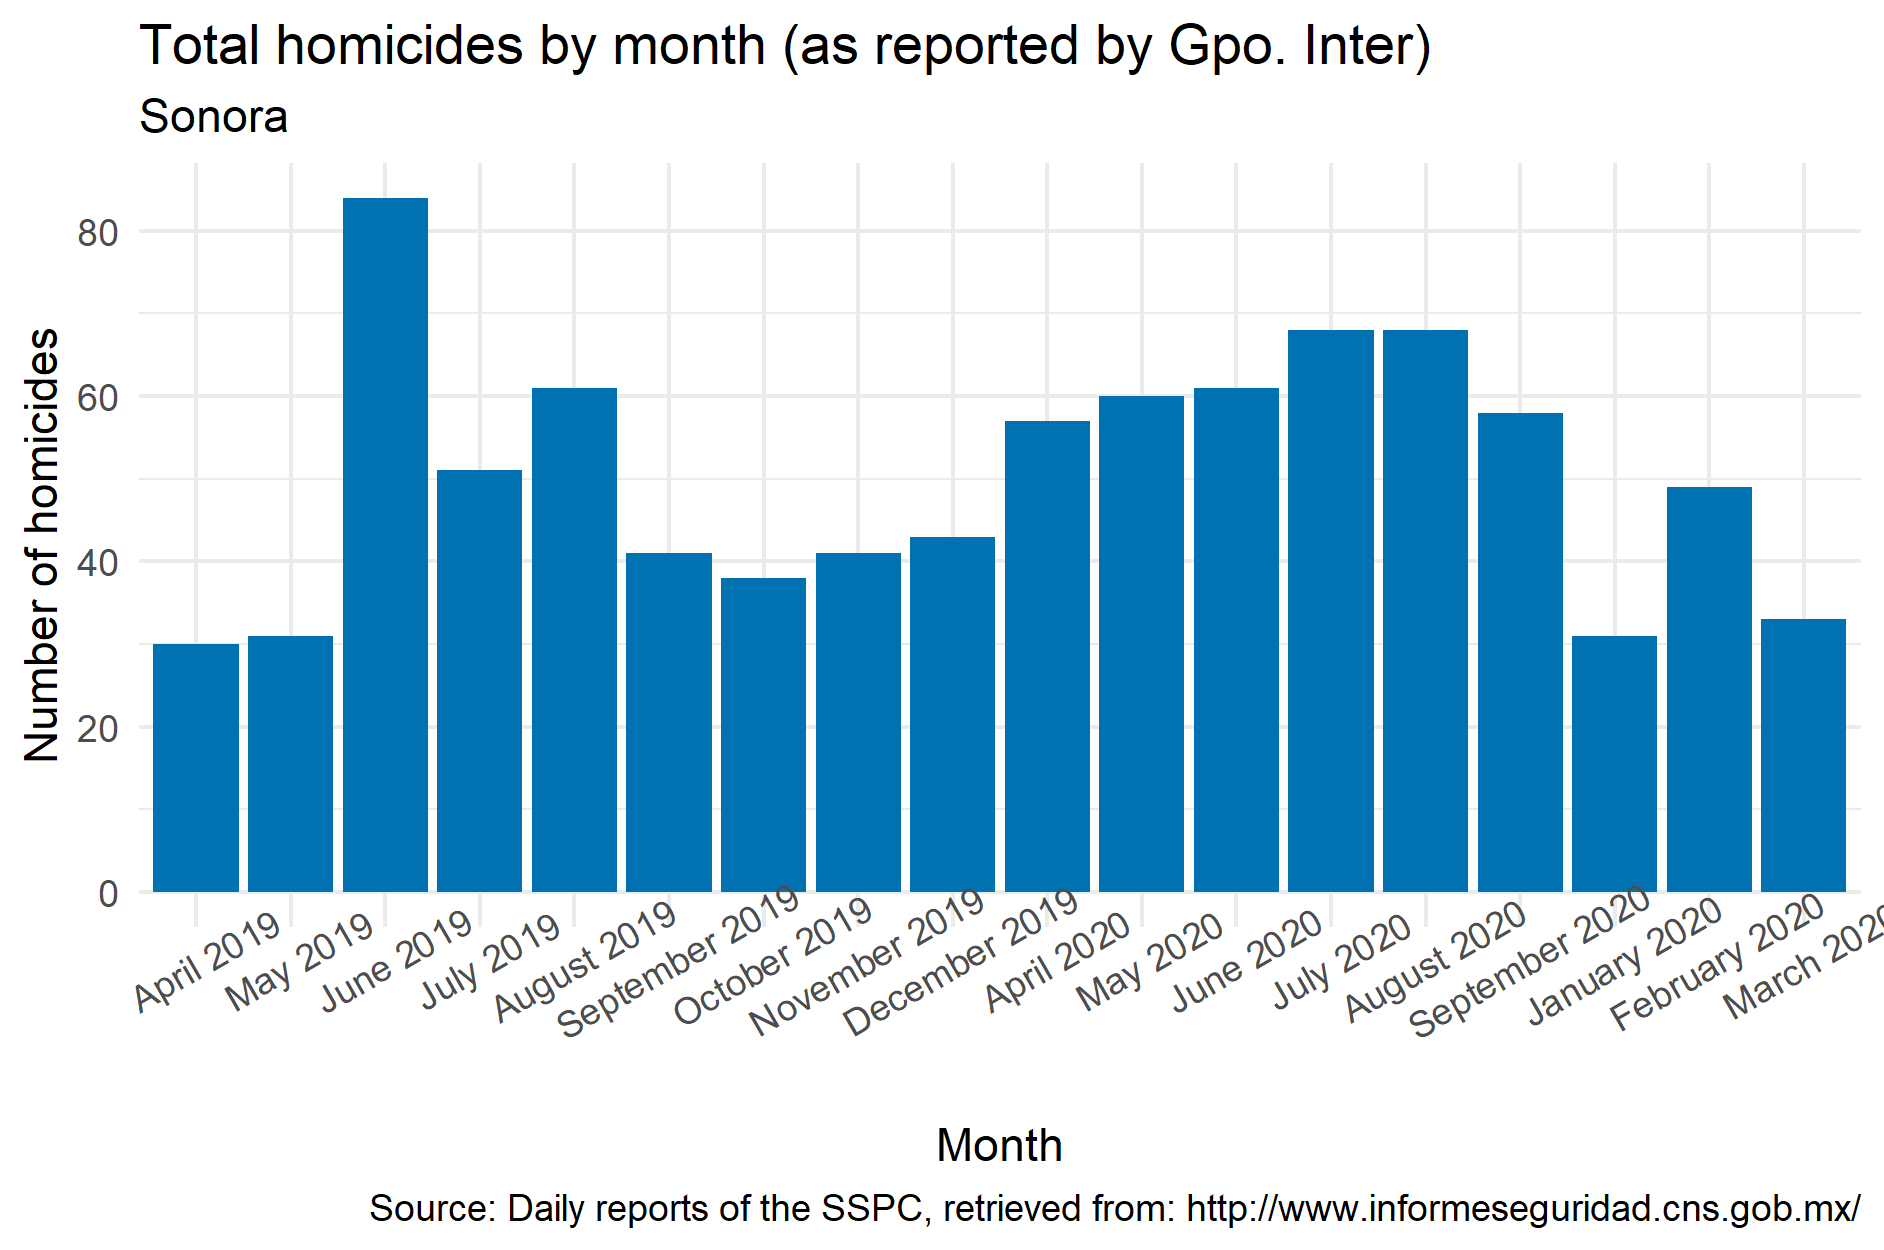 Total homicides by month (as reported by Gpo. Inter)
Sonora
Number of homicides
80
60
40
20
0
April 2019
May 2019
June 2019
July 2019
August 2019
September 2019
October 2019
November 2019
December 2019
April 2020
May 2020
June 2020
July 2020
August 2020
September 2020
January 2020
February 2020
March 2020
Month
Source: Daily reports of the SSPC, retrieved from: http://www.informeseguridad.cns.gob.mx/